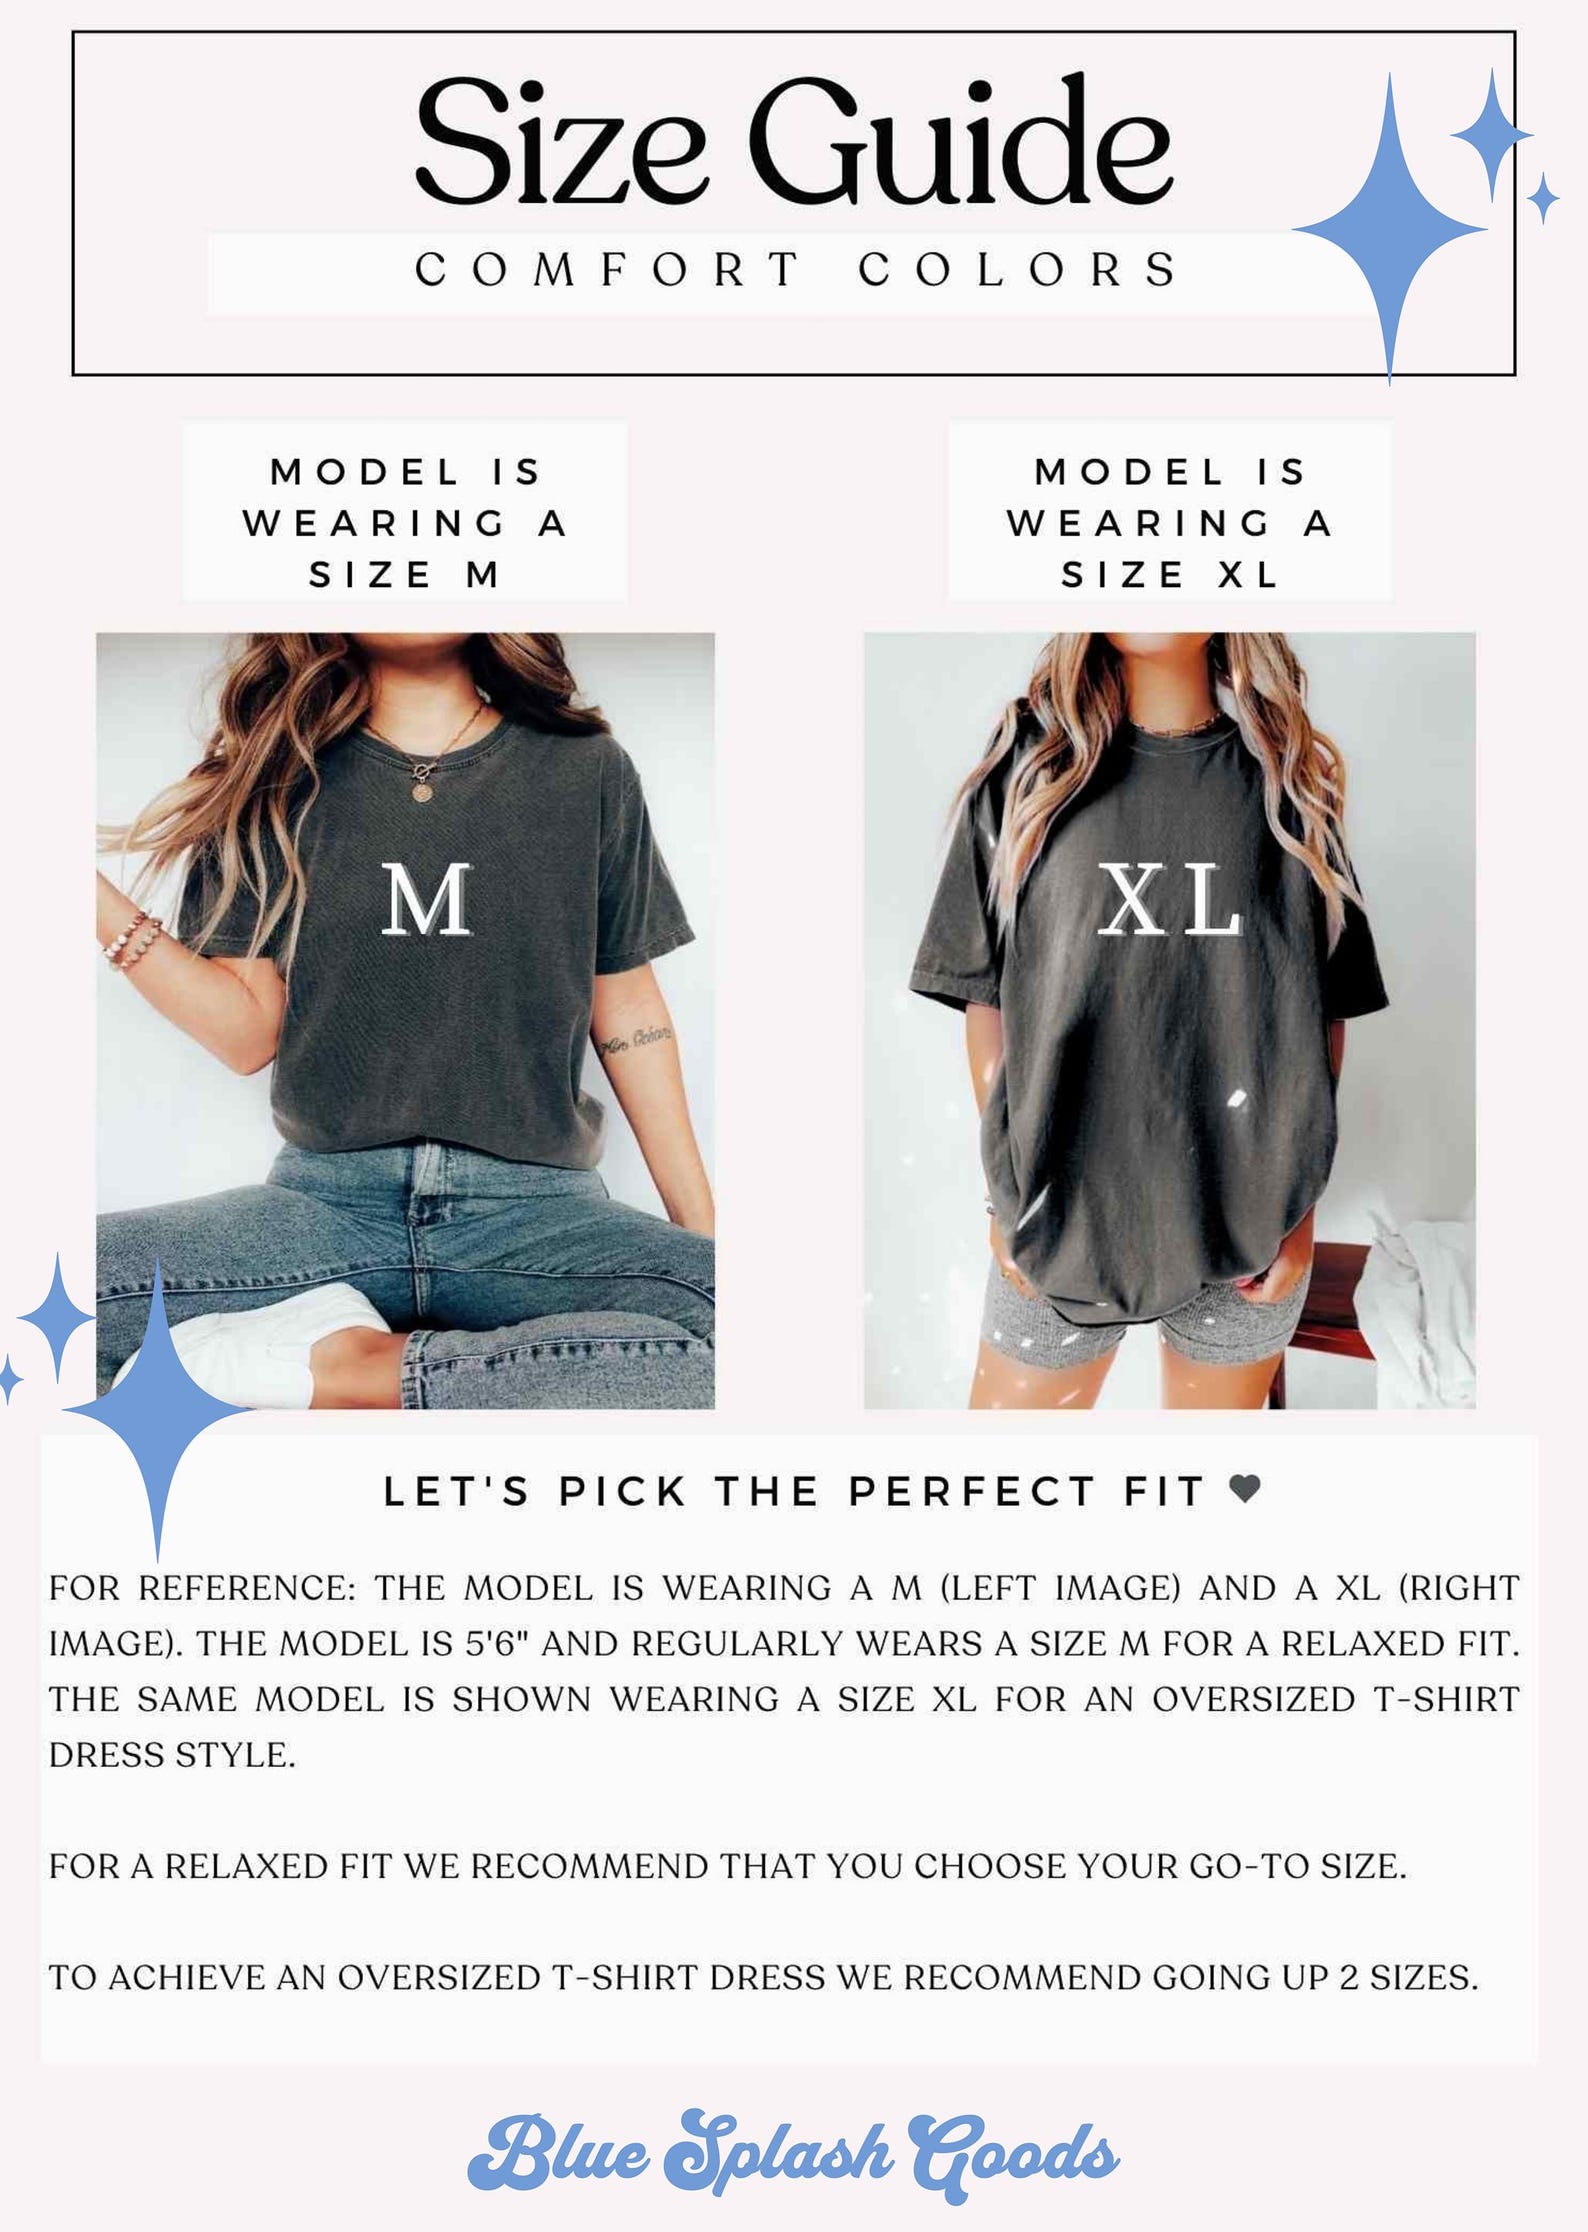 Size Guide
COMFORT COLORS
MODEL IS
WEARING A
SIZE M
MODEL IS
WEARING A
SIZE XL
M
XL
LET'S PICK THE PERFECT FIT
FOR REFERENCE: THE MODEL IS WEARING A M (LEFT IMAGE) AND A XL (RIGHT
IMAGE). THE MODEL IS 5'6" AND REGULARLY WEARS A SIZE M FOR A RELAXED FIT.
THE SAME MODEL IS SHOWN WEARING A SIZE XL FOR AN OVERSIZED T-SHIRT
DRESS STYLE.
FOR A RELAXED FIT WE RECOMMEND THAT YOU CHOOSE YOUR GO-TO SIZE.
TO ACHIEVE AN OVERSIZED T-SHIRT DRESS WE RECOMMEND GOING UP 2 SIZES.
Blue Splash Goods